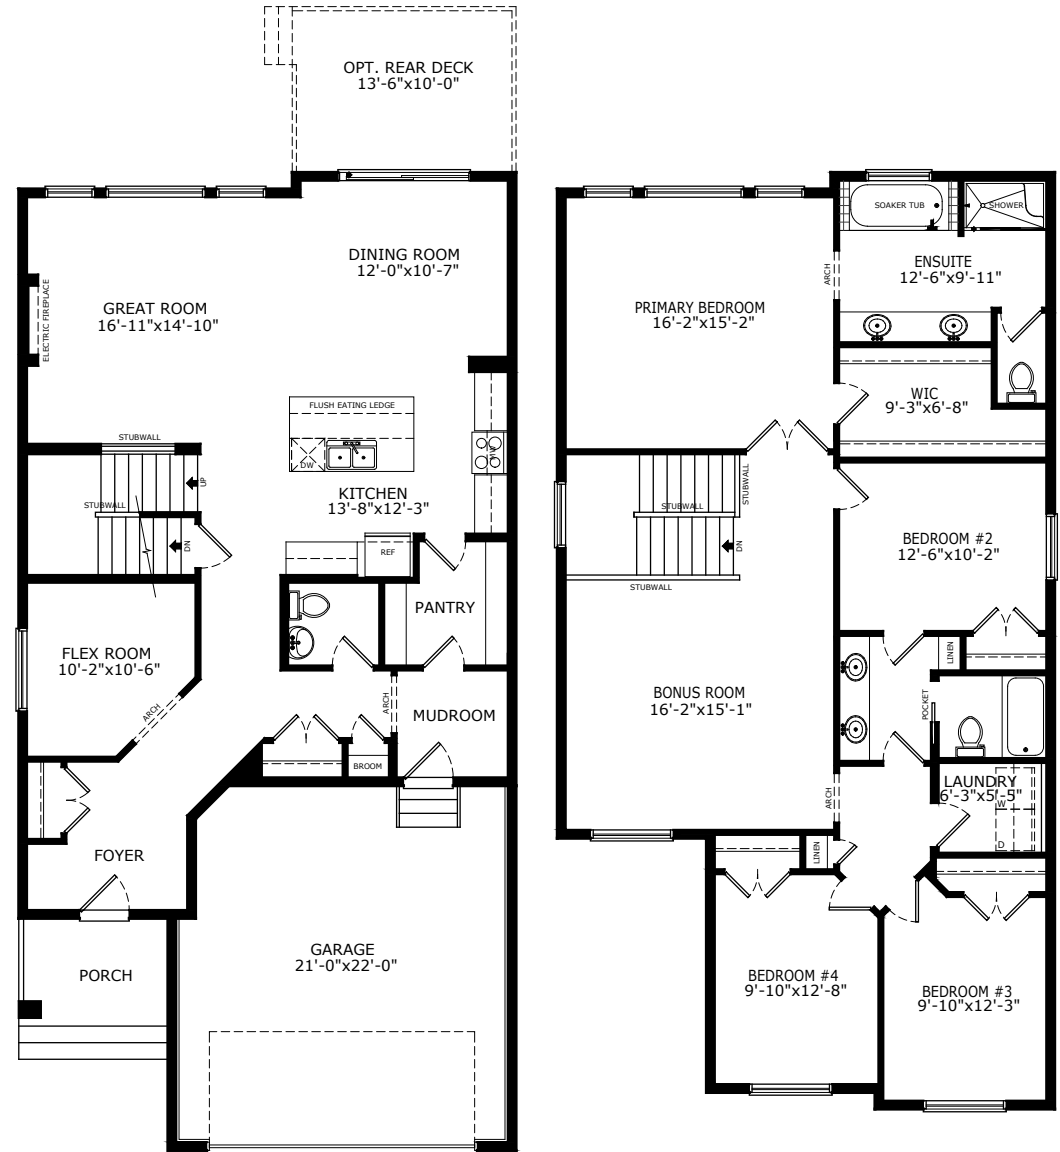 OPT. REAR DECK
13'-6"x10'-0"
DINING ROOM
12'-0"x10'-7"
GREAT ROOM
16'-11"x14'-10"
ELECTRIC FIREPLACE
FLUSH EATING LEDGE
DW
MW
STUBWALL
UP
STUBWALL
DN
KITCHEN
13'-8"x12'-3"
REF
PANTRY
FLEX ROOM
10'-2"x10'-6"
ARCH
ARCH
MUDROOM
BROOM
FOYER
PORCH
GARAGE
21'-0"x22'-0"
SOAKER TUB
SHOWER
ENSUITE
12'-6"x9'-11"
ARCH
PRIMARY BEDROOM
16'-2"x15'-2"
WIC
9'-3"x6'-8"
STUBWALL
STUBWALL
DN
STUBWALL
BEDROOM #2
12'-6"x10'-2"
LINEN
BONUS ROOM
16'-2"x15'-1"
POCKET
ARCH
LAUNDRY
6'-3"x5'-5"
W
D
LINEN
BEDROOM #4
9'-10"x12'-8"
BEDROOM #3
9'-10"x12'-3"